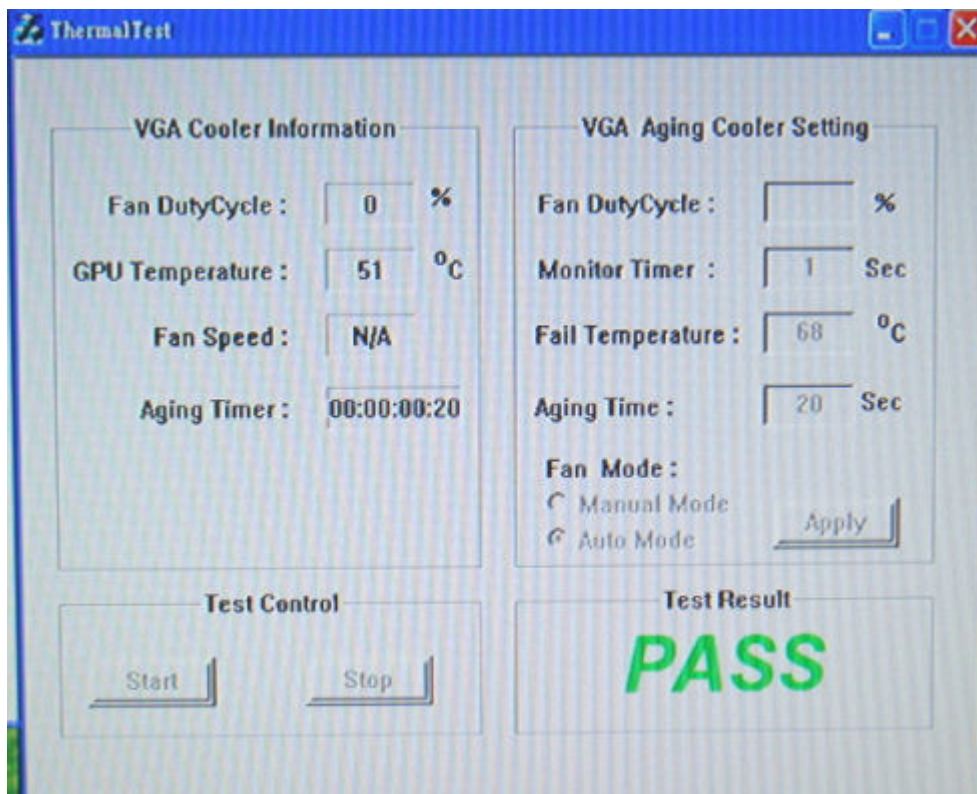 ThermalTest
VGA Cooler Information
Fan DutyCycle : 0 %
GPU Temperature : 51 °C
Fan Speed : N/A
Aging Timer : 00:00:00:20
VGA Aging Cooler Setting
Fan DutyCycle : %
Monitor Timer : 1 Sec
Fail Temperature : 68 °C
Aging Time : 20 Sec
Fan Mode :
Manual Mode
Auto Mode
Apply
Test Control
Start Stop
Test Result
PASS